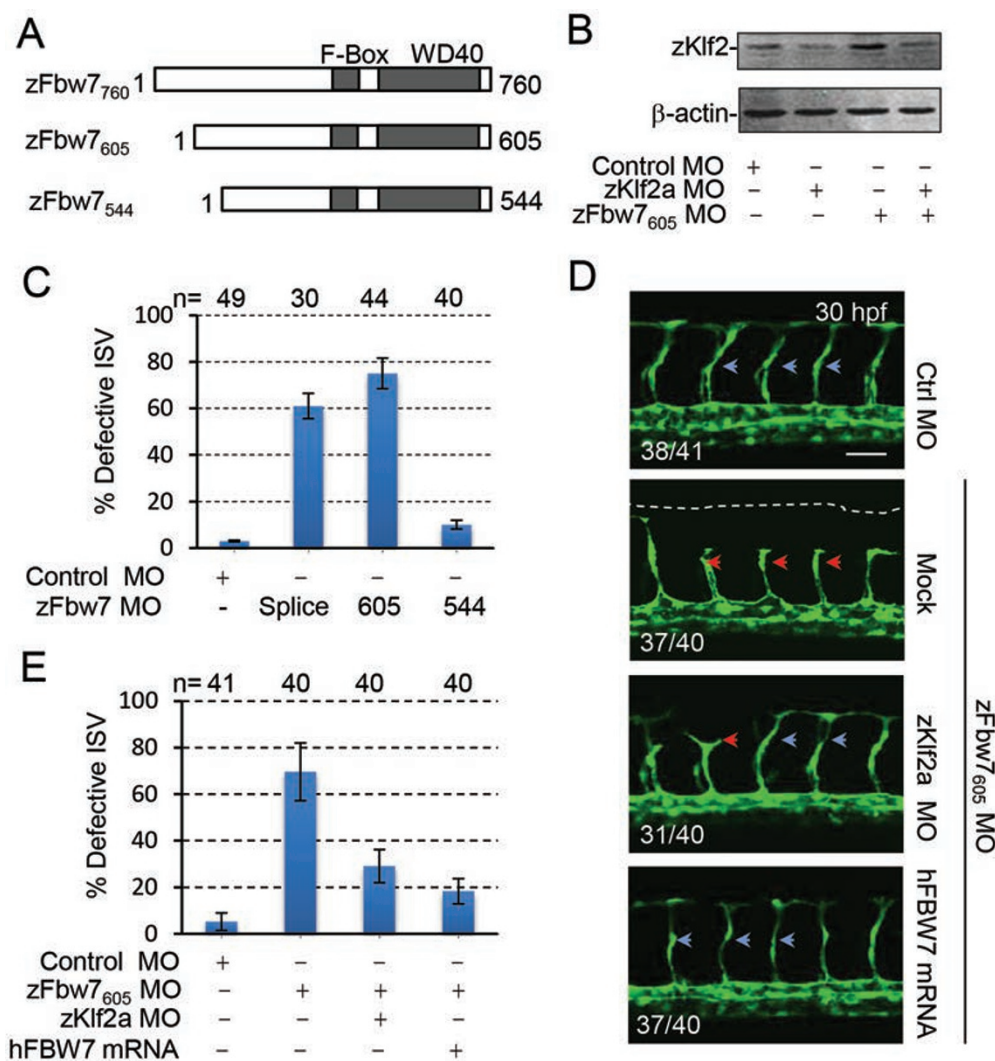 A
F-Box WD40
zFbw7760 1 760
zFbw7605 1 605
zFbw7544 1 544
B
zKlf2-
β-actin-
Control MO + – – –
zKlf2a MO – + – +
zFbw7605 MO – – + +
C
n= 49 30 44 40
100
80
60
40
20
0
% Defective ISV
Control MO + – – –
zFbw7 MO - Splice 605 544
D
30 hpf
38/41
Ctrl MO
37/40
Mock
31/40
zKlf2a MO
37/40
hFBW7 mRNA
zFbw7605 MO
E
n= 41 40 40 40
100
80
60
40
20
0
% Defective ISV
Control MO + – – –
zFbw7605 MO – + + +
zKlf2a MO – – + –
hFBW7 mRNA – – – +